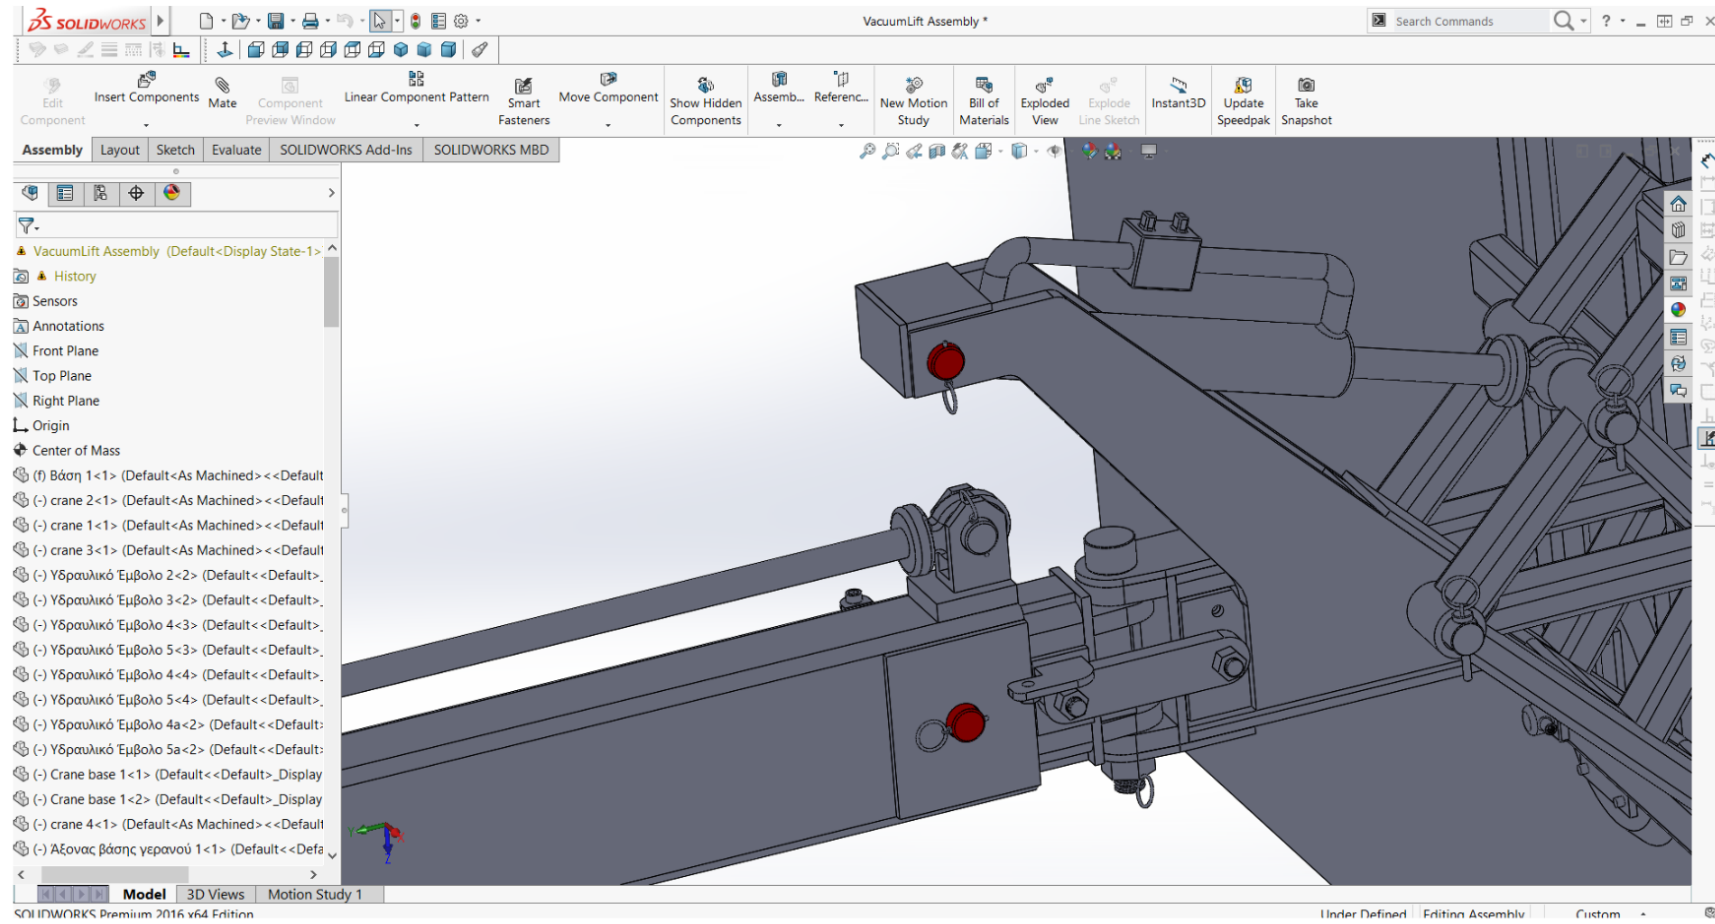 SOLIDWORKS
VacuumLift Assembly *
Search Commands
?
Edit Component
Insert Components
Mate
Component Preview Window
Linear Component Pattern
Smart Fasteners
Move Component
Show Hidden Components
Assemb...
Referenc...
New Motion Study
Bill of Materials
Exploded View
Explode Line Sketch
Instant3D
Update Speedpak
Take Snapshot
Assembly Layout Sketch Evaluate SOLIDWORKS Add-Ins SOLIDWORKS MBD
VacuumLift Assembly (Default<Display State-1>
History
Sensors
Annotations
Front Plane
Top Plane
Right Plane
Origin
Center of Mass
(f) Βάση 1<1> (Default<As Machined><<Default
(-) crane 2<1> (Default<As Machined><<Default
(-) crane 1<1> (Default<As Machined><<Default
(-) crane 3<1> (Default<As Machined><<Default
(-) Υδραυλικό Έμβολο 2<2> (Default<<Default>_
(-) Υδραυλικό Έμβολο 3<2> (Default<<Default>_
(-) Υδραυλικό Έμβολο 4<3> (Default<<Default>_
(-) Υδραυλικό Έμβολο 5<3> (Default<<Default>_
(-) Υδραυλικό Έμβολο 4<4> (Default<<Default>_
(-) Υδραυλικό Έμβολο 5<4> (Default<<Default>_
(-) Υδραυλικό Έμβολο 4a<2> (Default<<Default>
(-) Υδραυλικό Έμβολο 5a<2> (Default<<Default>
(-) Crane base 1<1> (Default<<Default>_Display
(-) Crane base 1<2> (Default<<Default>_Display
(-) crane 4<1> (Default<As Machined><<Default
(-) Άξονας βάσης γερανού 1<1> (Default<<Defa
Y X
Z
Model 3D Views Motion Study 1
SOLIDWORKS Premium 2016 x64 Edition
Under Defined Editing Assembly Custom